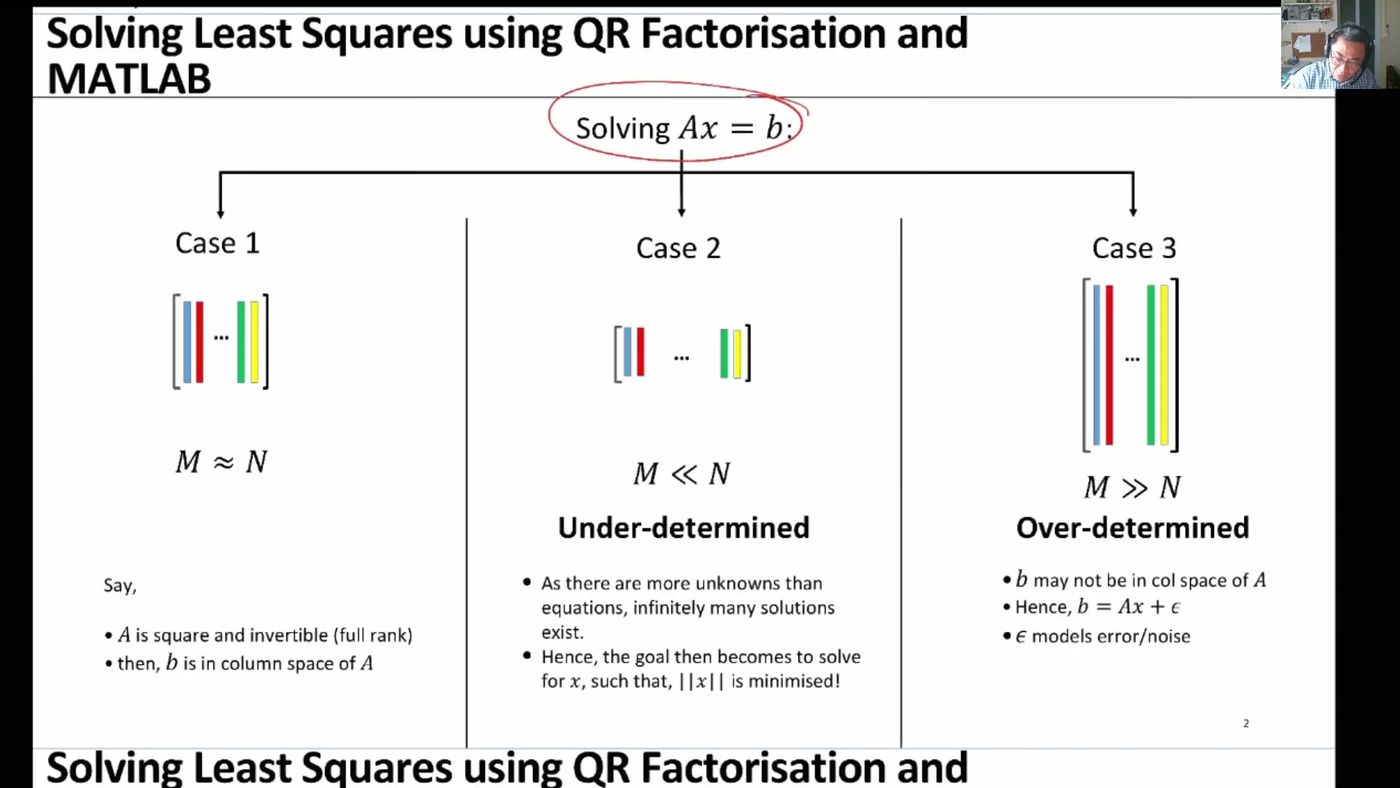 Solving Least Squares using QR Factorisation and
MATLAB
Solving Ax = b:
Case 1
...
M ≈ N
Say,
• A is square and invertible (full rank)
• then, b is in column space of A
Case 2
...
M ≪ N
Under-determined
• As there are more unknowns than
equations, infinitely many solutions
exist.
• Hence, the goal then becomes to solve
for x, such that, ||x|| is minimised!
Case 3
...
M ≫ N
Over-determined
• b may not be in col space of A
• Hence, b = Ax + ϵ
• ϵ models error/noise
2
Solving Least Squares using QR Factorisation and